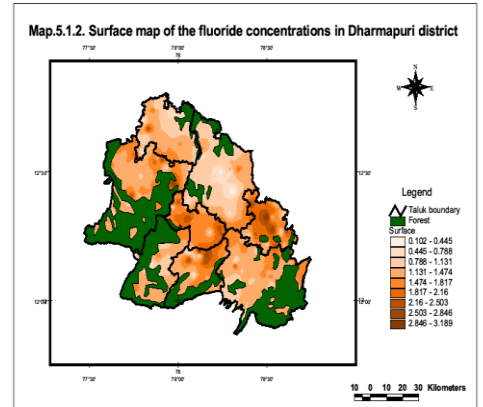 Map.5.1.2. Surface map of the fluoride concentrations in Dharmapuri district
77°30'
78
78°30'
N
W E
S
12°30'
12°30'
Legend
Taluk boundary
Forest
Surface
0.102 - 0.445
0.445 - 0.788
0.788 - 1.131
1.131 - 1.474
1.474 - 1.817
1.817 - 2.16
2.16 - 2.503
2.503 - 2.846
2.846 - 3.189
12°00'
12°00'
78
77°30'
78°00'
78°30'
10 0 10 20 30 Kilometers